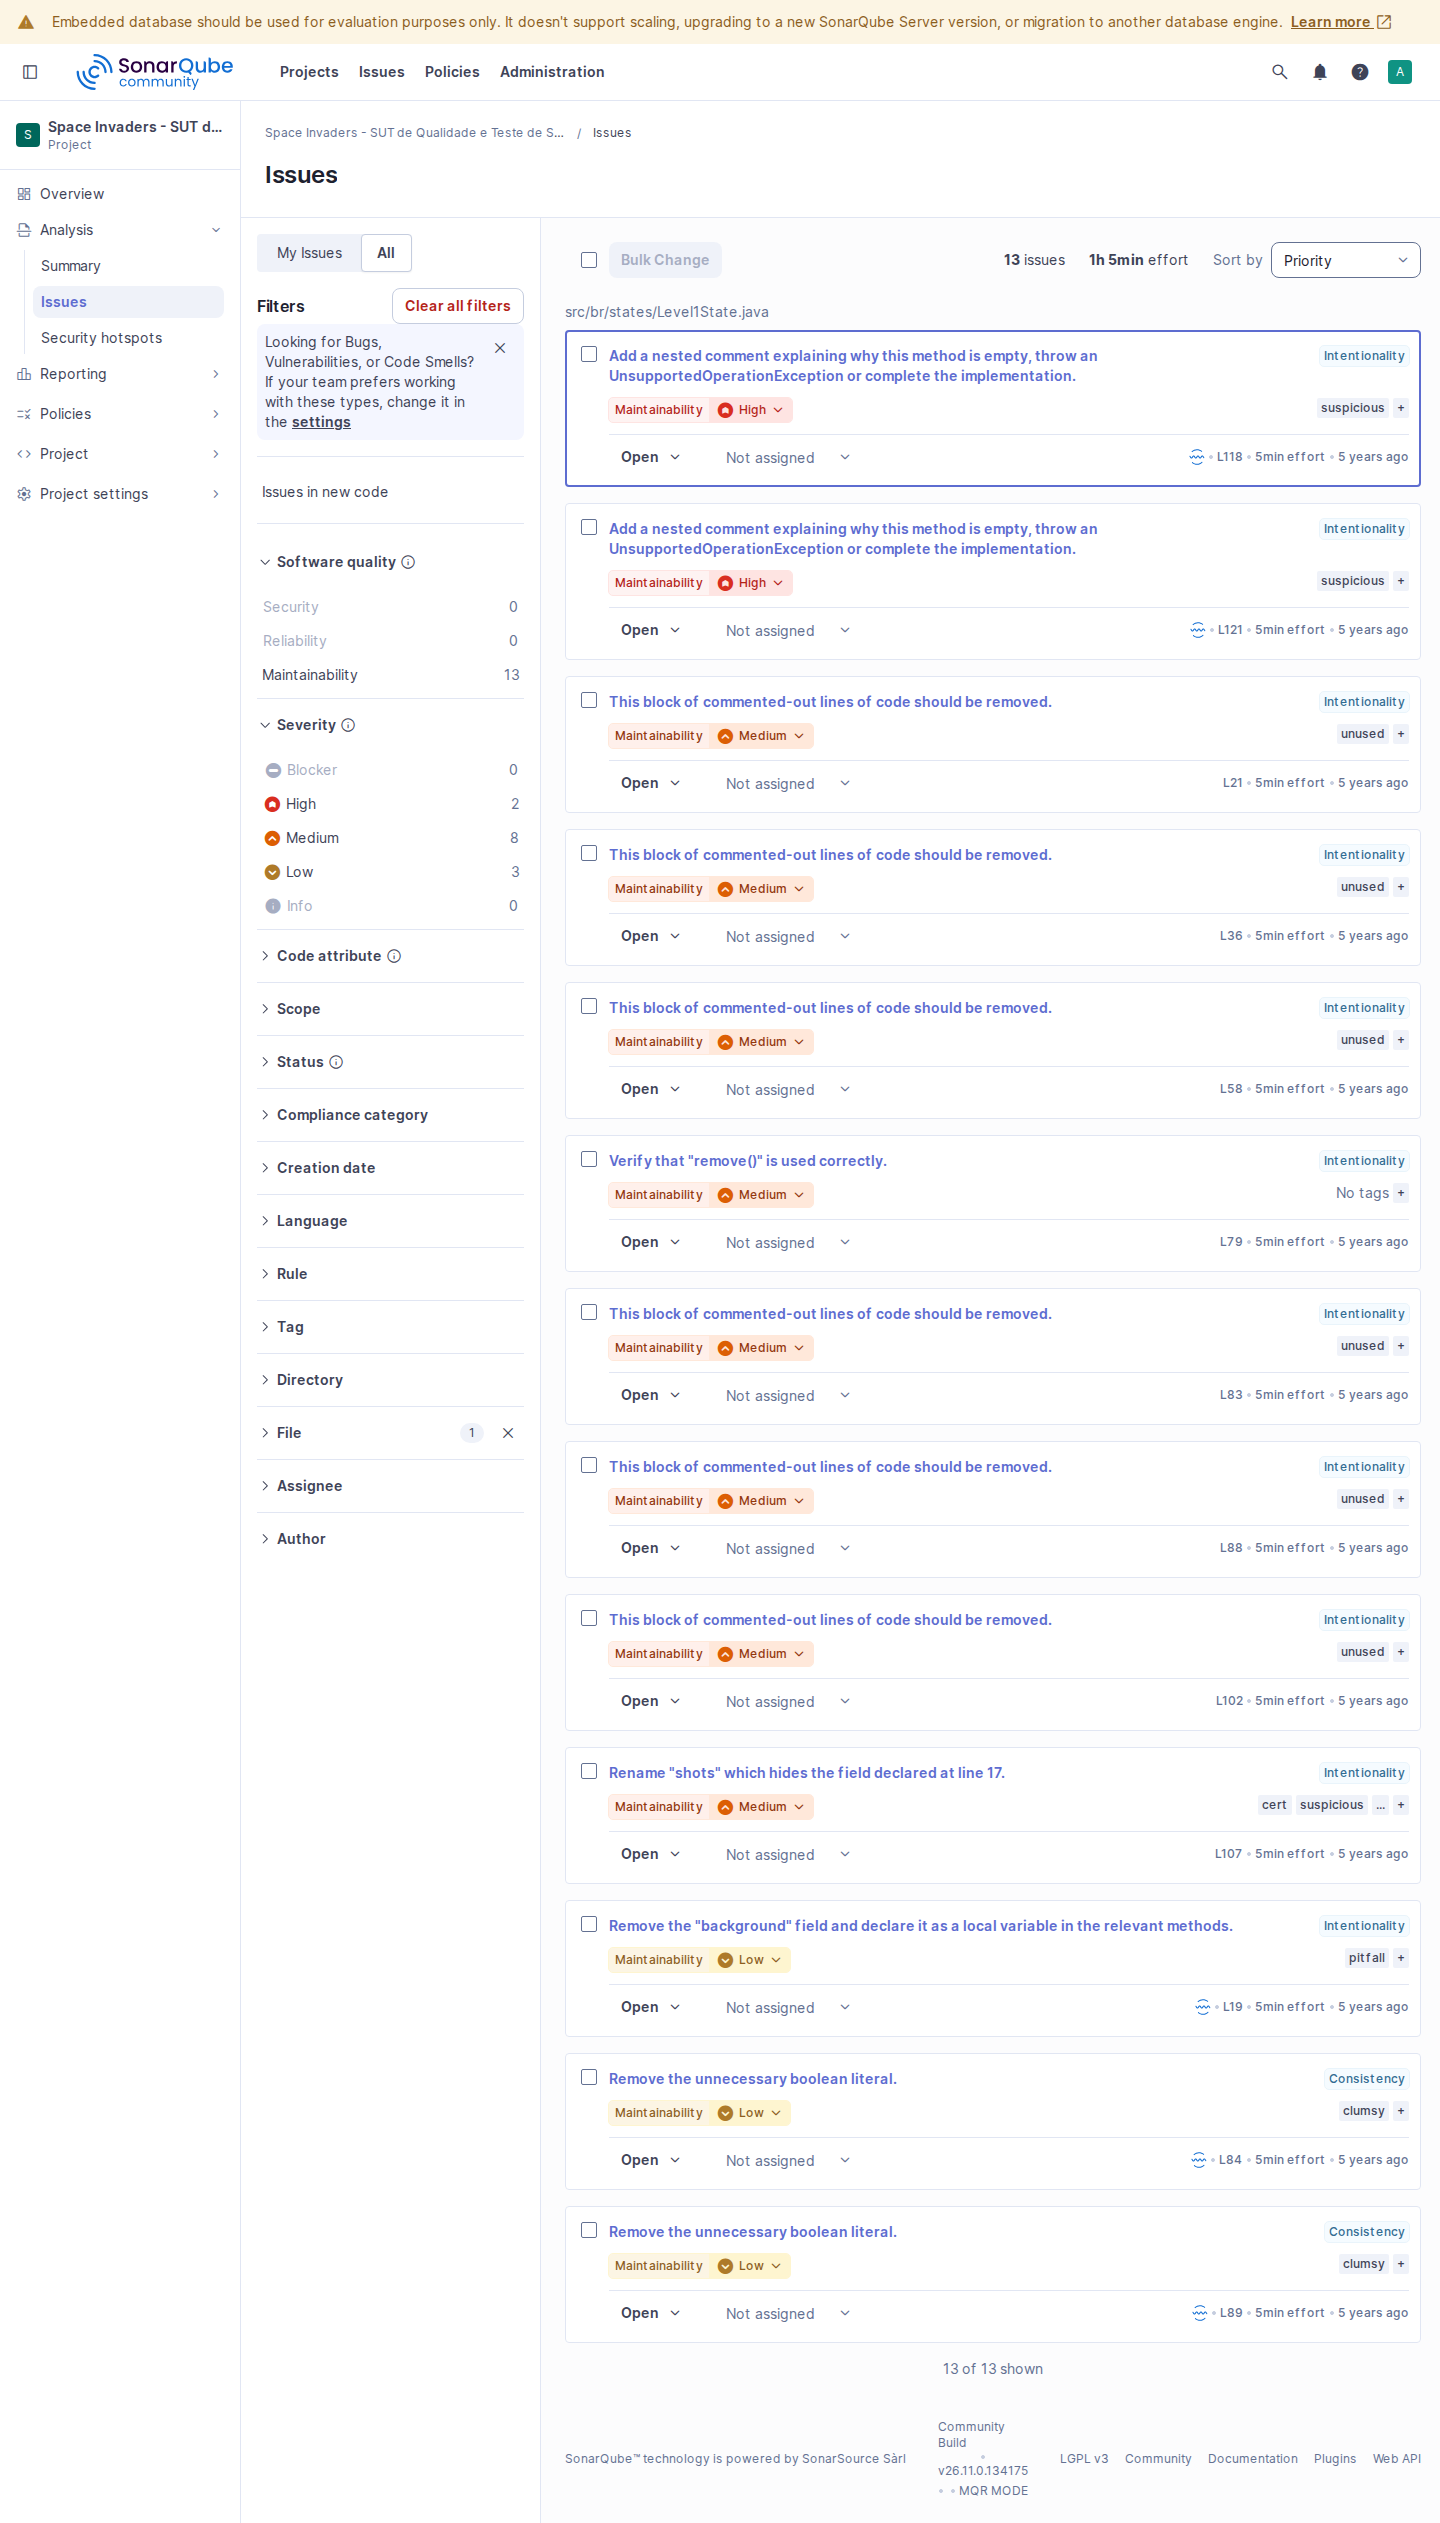 Embedded database should be used for evaluation purposes only. It doesn't support scaling, upgrading to a new SonarQube Server version, or migration to another database engine. Learn more
SonarQube community
Projects Issues Policies Administration
A
S
Space Invaders - SUT d...
Project
Overview
Analysis
Summary
Issues
Security hotspots
Reporting
Policies
Project
Project settings
Space Invaders - SUT de Qualidade e Teste de S... / Issues
Issues
My Issues All
Filters
Clear all filters
Looking for Bugs,
Vulnerabilities, or Code Smells?
If your team prefers working
with these types, change it in
the settings
Issues in new code
Software quality
Security 0
Reliability 0
Maintainability 13
Severity
Blocker 0
High 2
Medium 8
Low 3
Info 0
Code attribute
Scope
Status
Compliance category
Creation date
Language
Rule
Tag
Directory
File 1
Assignee
Author
Bulk Change
13 issues 1h 5min effort Sort by Priority
src/br/states/Level1State.java
Add a nested comment explaining why this method is empty, throw an
UnsupportedOperationException or complete the implementation.
Intentionality
Maintainability High
suspicious +
Open Not assigned L118 • 5min effort • 5 years ago
Add a nested comment explaining why this method is empty, throw an
UnsupportedOperationException or complete the implementation.
Intentionality
Maintainability High
suspicious +
Open Not assigned L121 • 5min effort • 5 years ago
This block of commented-out lines of code should be removed. Intentionality
Maintainability Medium unused +
Open Not assigned L21 • 5min effort • 5 years ago
This block of commented-out lines of code should be removed. Intentionality
Maintainability Medium unused +
Open Not assigned L36 • 5min effort • 5 years ago
This block of commented-out lines of code should be removed. Intentionality
Maintainability Medium unused +
Open Not assigned L58 • 5min effort • 5 years ago
Verify that "remove()" is used correctly. Intentionality
Maintainability Medium No tags +
Open Not assigned L79 • 5min effort • 5 years ago
This block of commented-out lines of code should be removed. Intentionality
Maintainability Medium unused +
Open Not assigned L83 • 5min effort • 5 years ago
This block of commented-out lines of code should be removed. Intentionality
Maintainability Medium unused +
Open Not assigned L88 • 5min effort • 5 years ago
This block of commented-out lines of code should be removed. Intentionality
Maintainability Medium unused +
Open Not assigned L102 • 5min effort • 5 years ago
Rename "shots" which hides the field declared at line 17. Intentionality
Maintainability Medium cert suspicious ... +
Open Not assigned L107 • 5min effort • 5 years ago
Remove the "background" field and declare it as a local variable in the relevant methods. Intentionality
Maintainability Low pitfall +
Open Not assigned L19 • 5min effort • 5 years ago
Remove the unnecessary boolean literal. Consistency
Maintainability Low clumsy +
Open Not assigned L84 • 5min effort • 5 years ago
Remove the unnecessary boolean literal. Consistency
Maintainability Low clumsy +
Open Not assigned L89 • 5min effort • 5 years ago
13 of 13 shown
SonarQube™ technology is powered by SonarSource Sàrl
Community
Build
•
v26.11.0.134175
• • MQR MODE
LGPL v3 Community Documentation Plugins Web API